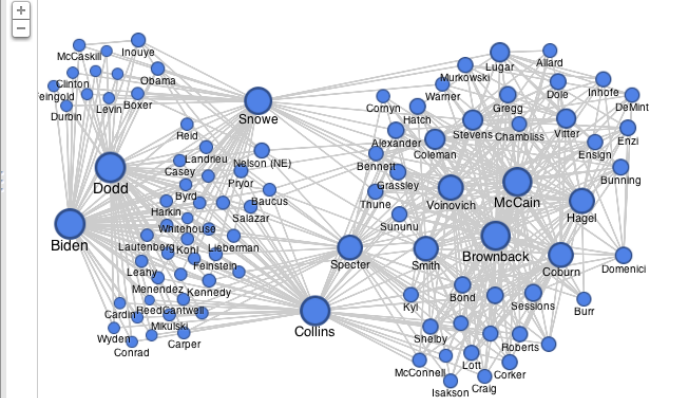 +
−
McCaskill
Inouye
Clinton
Obama
eingold
Levin
Boxer
Durbin
Snowe
Reid
Landrieu
Casey
Nelson (NE)
Dodd
Pryor
Byrd
Baucus
Harkin
Salazar
Whitehouse
Biden
Lautenberg
Kohl
Lieberman
Leahy
Feinstein
Menendez
Kennedy
Cardin
Reed
Cantwell
Mikulski
Wyden
Carper
Conrad
Specter
Collins
Lugar
Allard
Murkowski
Warner
Dole
Inhofe
Cornyn
Hatch
Gregg
DeMint
Stevens
Chambliss
Vitter
Enzi
Alexander
Coleman
Ensign
Bennett
Grassley
Bunning
Thune
Voinovich
McCain
Hagel
Sununu
Smith
Brownback
Coburn
Domenici
Kyl
Bond
Sessions
Burr
Shelby
Roberts
McConnell
Lott
Corker
Isakson
Craig